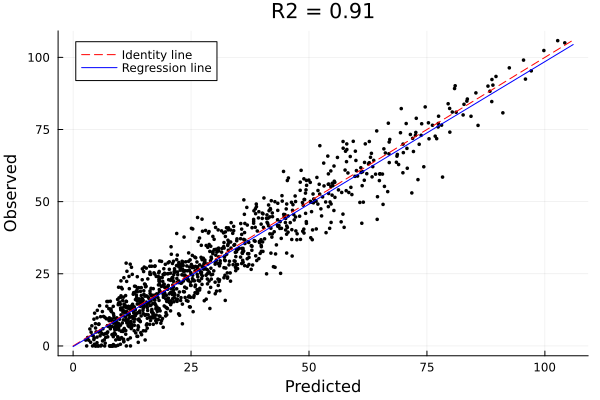 R2 = 0.91
Identity line
Regression line
100
75
50
25
0
Observed
0 25 50 75 100
Predicted